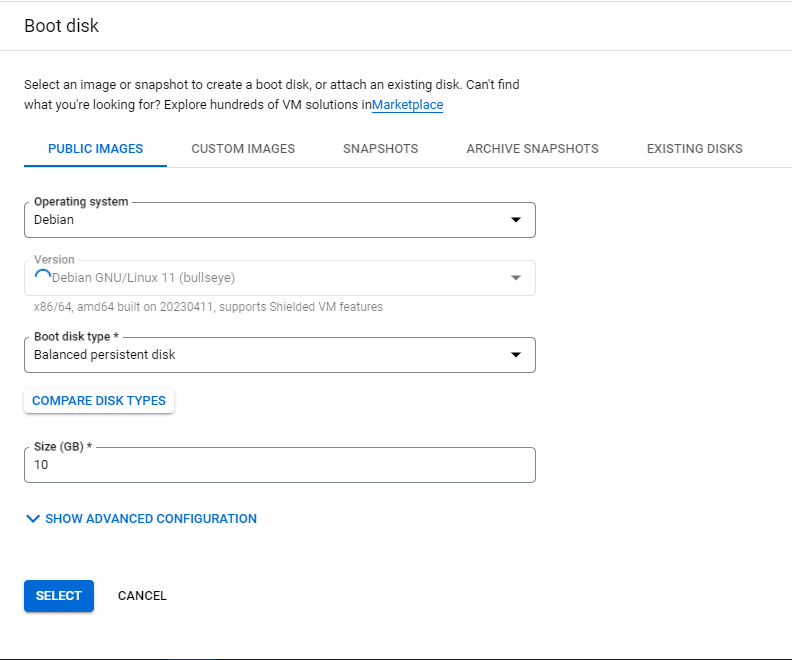 Boot disk
Select an image or snapshot to create a boot disk, or attach an existing disk. Can't find
what you're looking for? Explore hundreds of VM solutions inMarketplace
PUBLIC IMAGES CUSTOM IMAGES SNAPSHOTS ARCHIVE SNAPSHOTS EXISTING DISKS
Operating system
Debian
Version
Debian GNU/Linux 11 (bullseye)
x86/64, amd64 built on 20230411, supports Shielded VM features
Boot disk type *
Balanced persistent disk
COMPARE DISK TYPES
Size (GB) *
10
SHOW ADVANCED CONFIGURATION
SELECT CANCEL